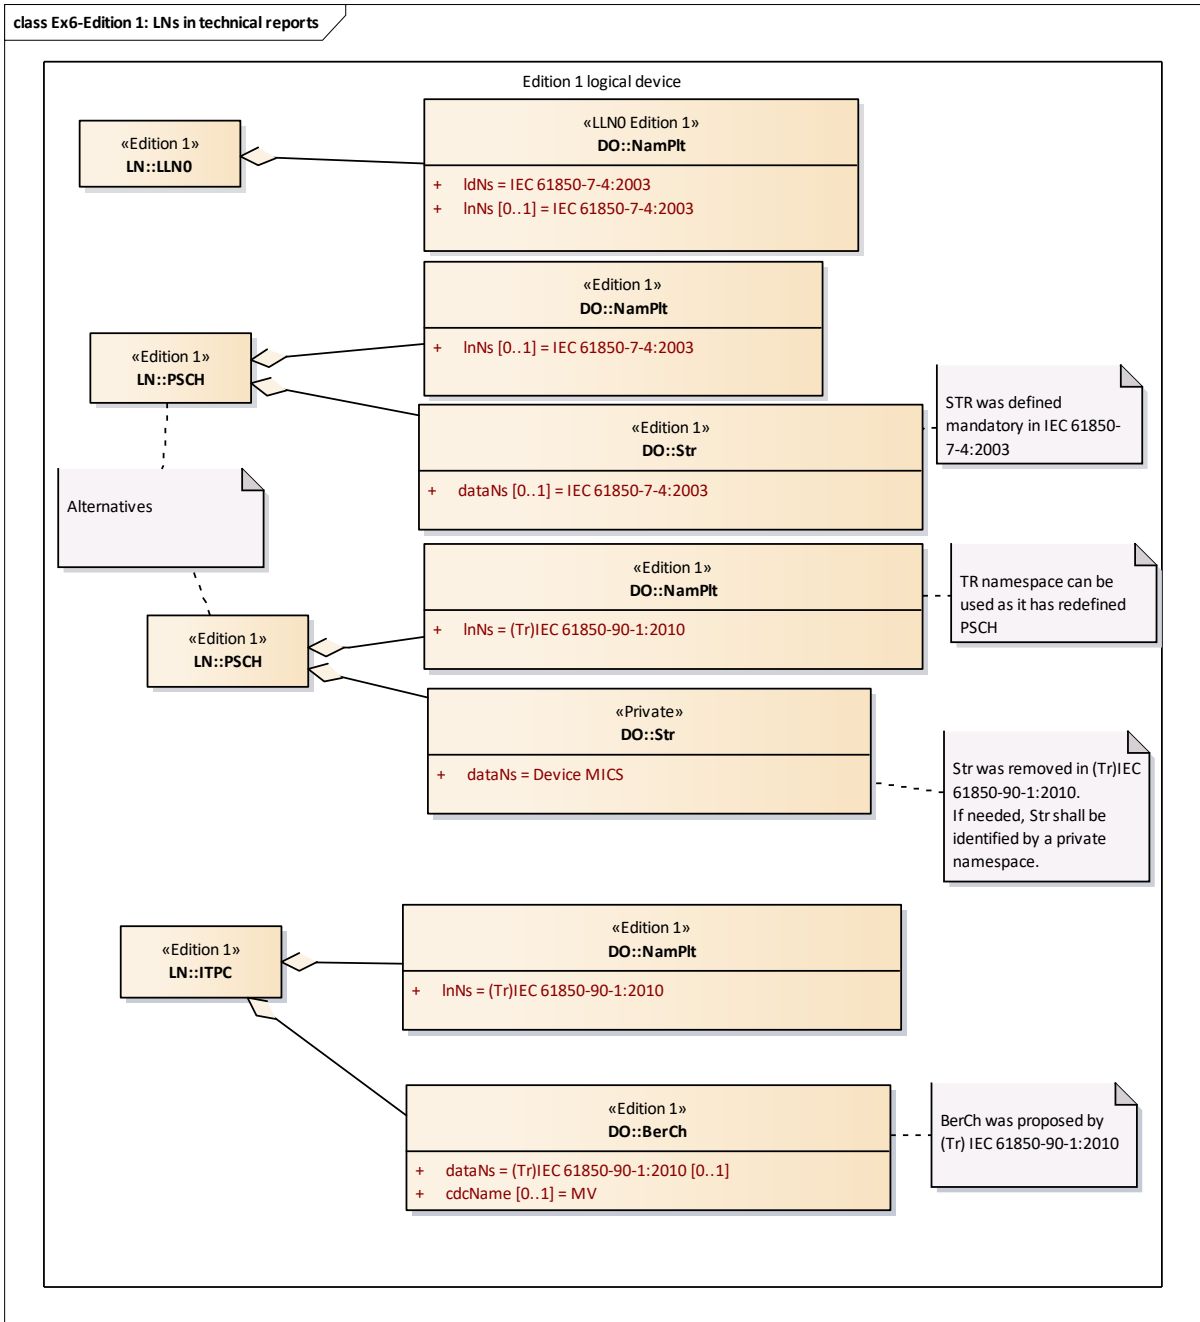 class Ex6-Edition 1: LNs in technical reports
Edition 1 logical device
«Edition 1»
LN::LLN0
«LLN0 Edition 1»
DO::NamPlt
+ ldNs = IEC 61850-7-4:2003
+ lnNs [0..1] = IEC 61850-7-4:2003
«Edition 1»
DO::NamPlt
+ lnNs [0..1] = IEC 61850-7-4:2003
«Edition 1»
LN::PSCH
«Edition 1»
DO::Str
+ dataNs [0..1] = IEC 61850-7-4:2003
STR was defined
mandatory in IEC 61850-
7-4:2003
Alternatives
«Edition 1»
DO::NamPlt
+ lnNs = (Tr)IEC 61850-90-1:2010
TR namespace can be
used as it has redefined
PSCH
«Edition 1»
LN::PSCH
«Private»
DO::Str
+ dataNs = Device MICS
Str was removed in (Tr)IEC
61850-90-1:2010.
If needed, Str shall be
identified by a private
namespace.
«Edition 1»
LN::ITPC
«Edition 1»
DO::NamPlt
+ lnNs = (Tr)IEC 61850-90-1:2010
«Edition 1»
DO::BerCh
+ dataNs = (Tr)IEC 61850-90-1:2010 [0..1]
+ cdcName [0..1] = MV
BerCh was proposed by
(Tr) IEC 61850-90-1:2010